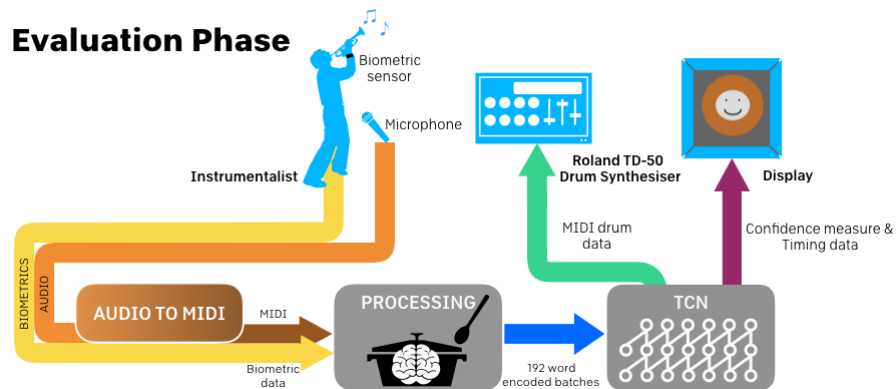 Evaluation Phase
Biometric
sensor
Microphone
Instrumentalist
Roland TD-50
Drum Synthesiser
Display
MIDI drum
data
Confidence measure &
Timing data
BIOMETRICS
AUDIO
AUDIO TO MIDI
MIDI
PROCESSING
TCN
Biometric
data
192 word
encoded batches